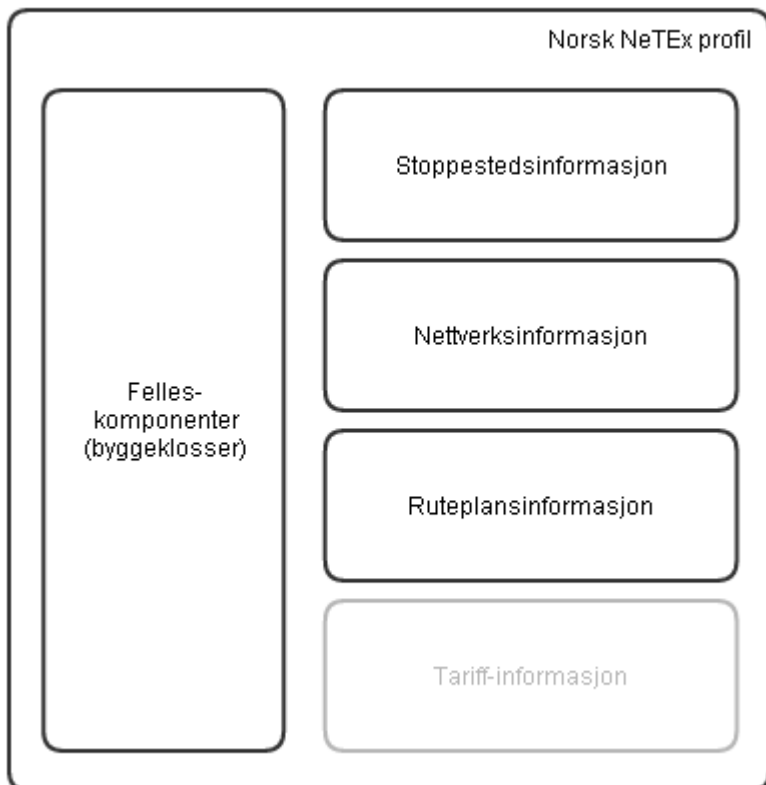 Norsk NeTEx profil
Felles-
komponenter
(byggeklosser)
Stoppestedsinformasjon
Nettverksinformasjon
Ruteplansinformasjon
Tariff-informasjon